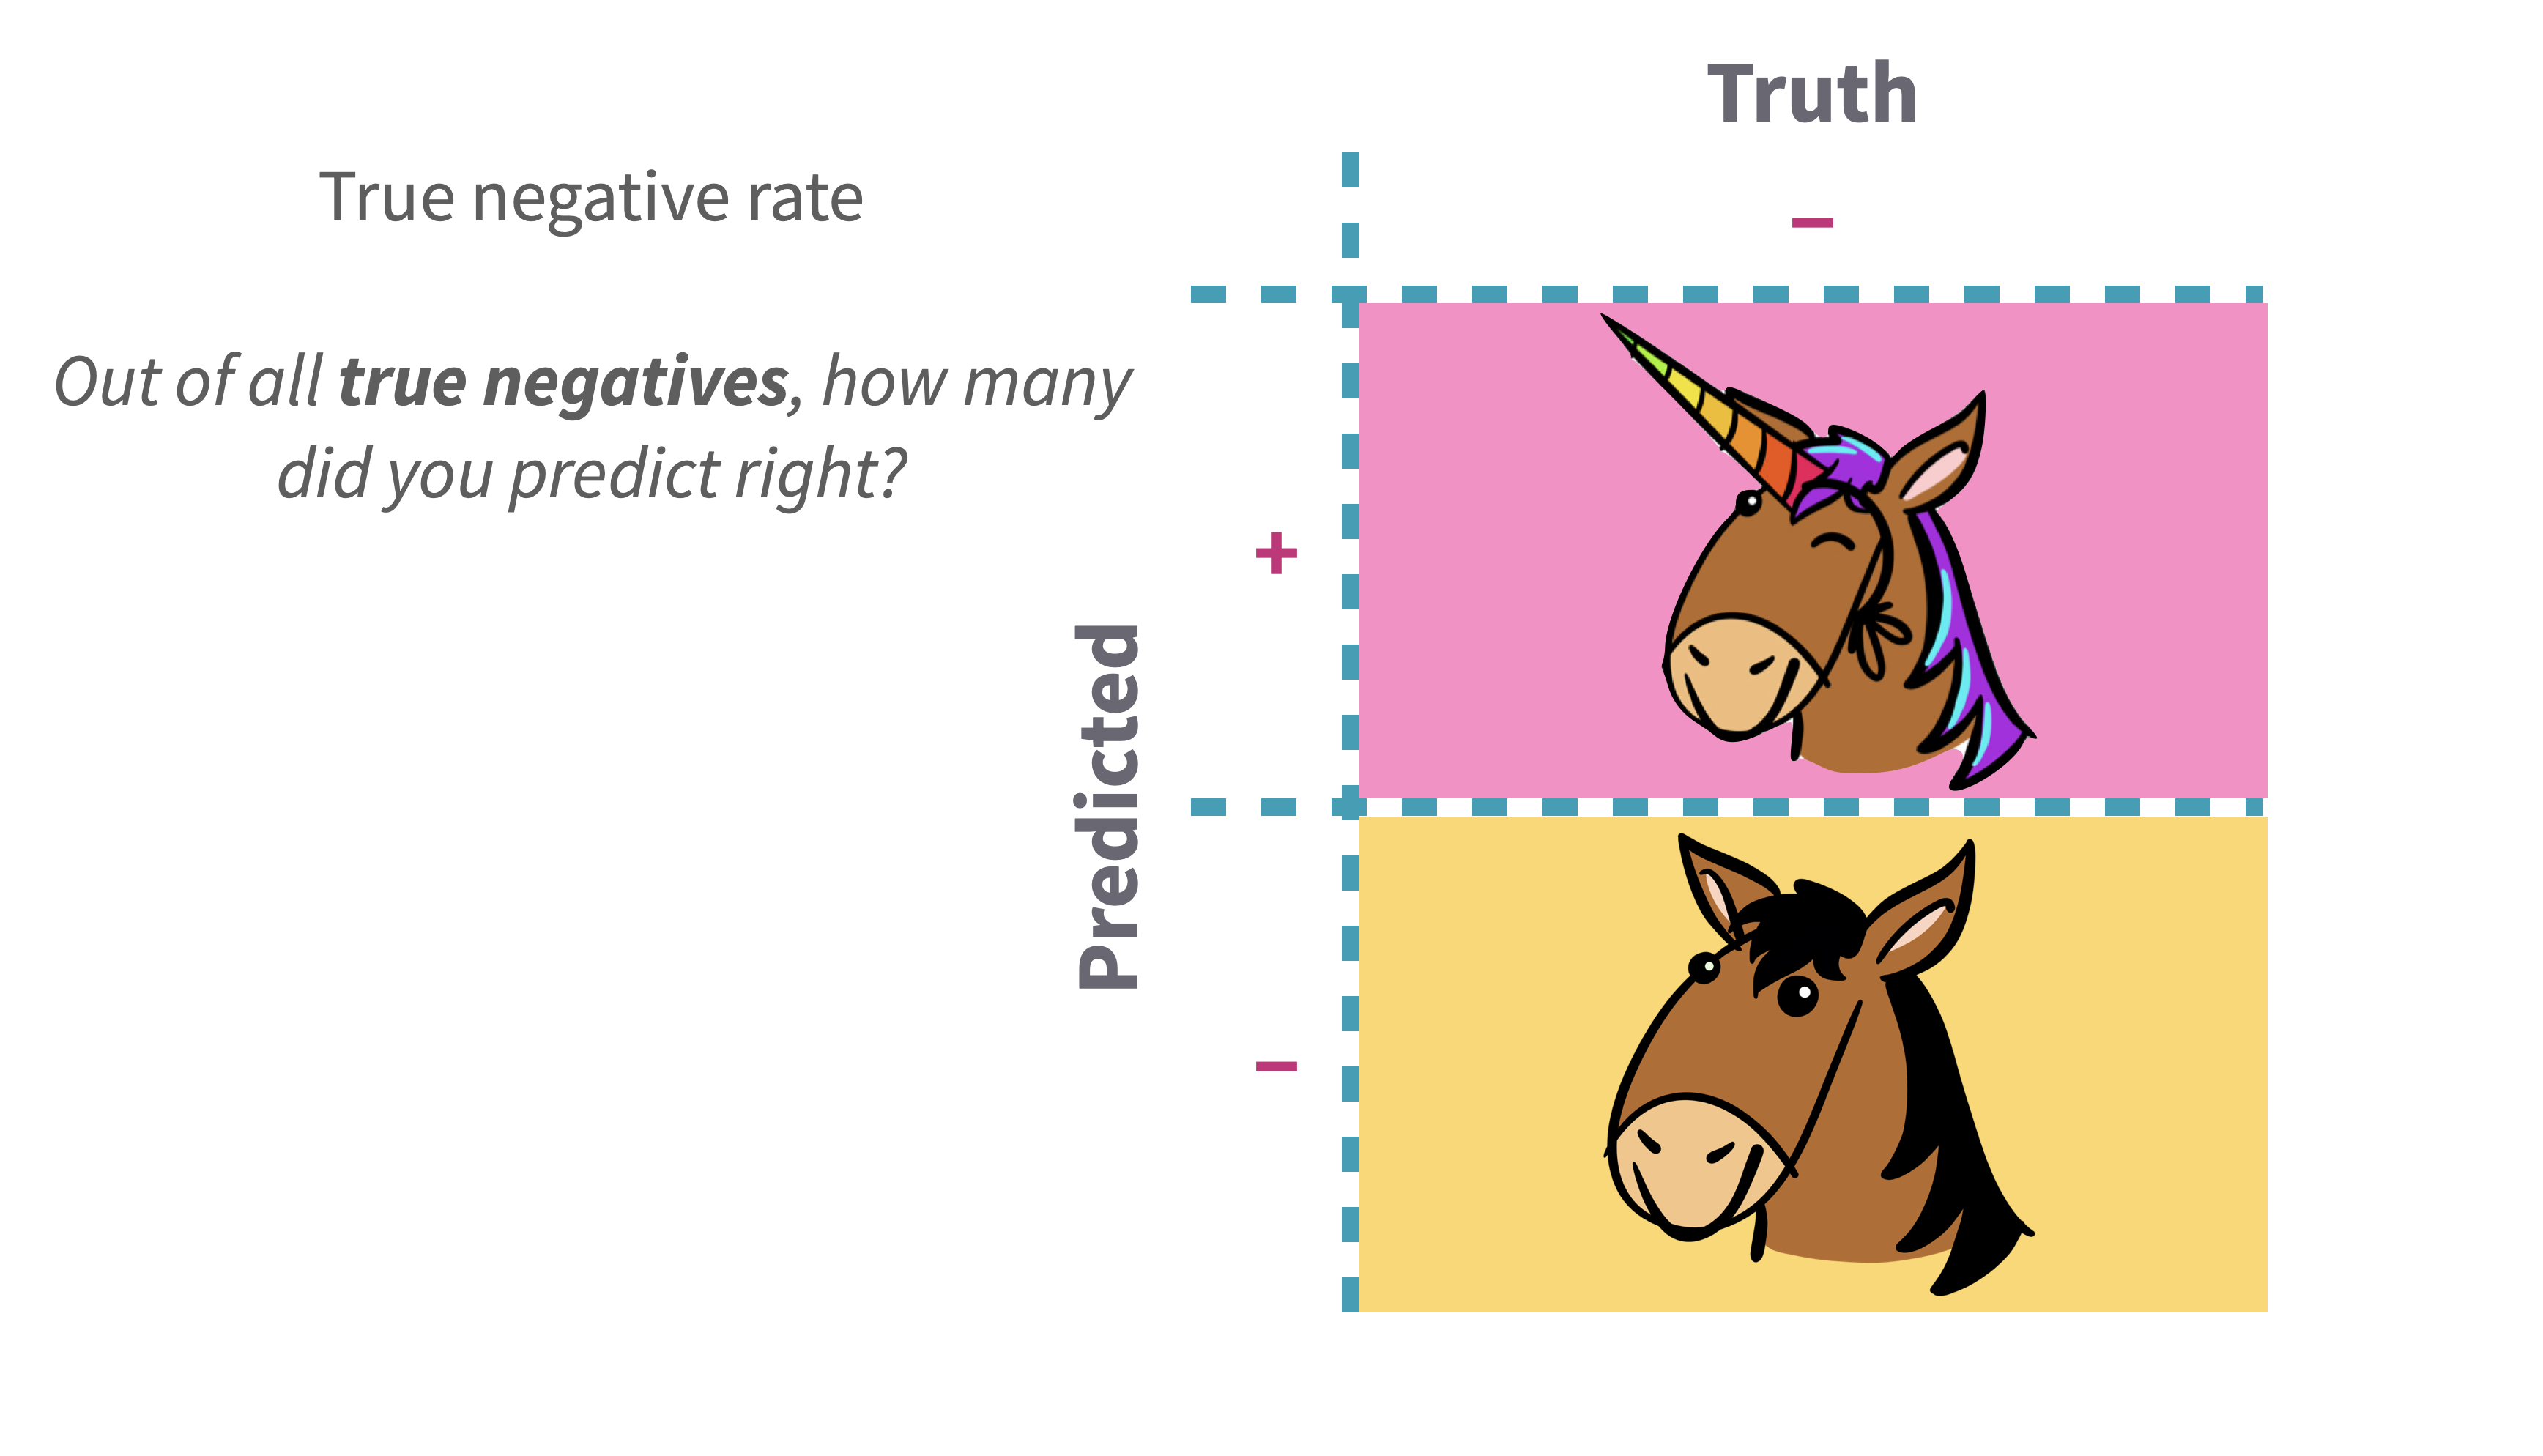 True negative rate
Out of all true negatives, how many
did you predict right?
Truth
–
+
Predicted
–